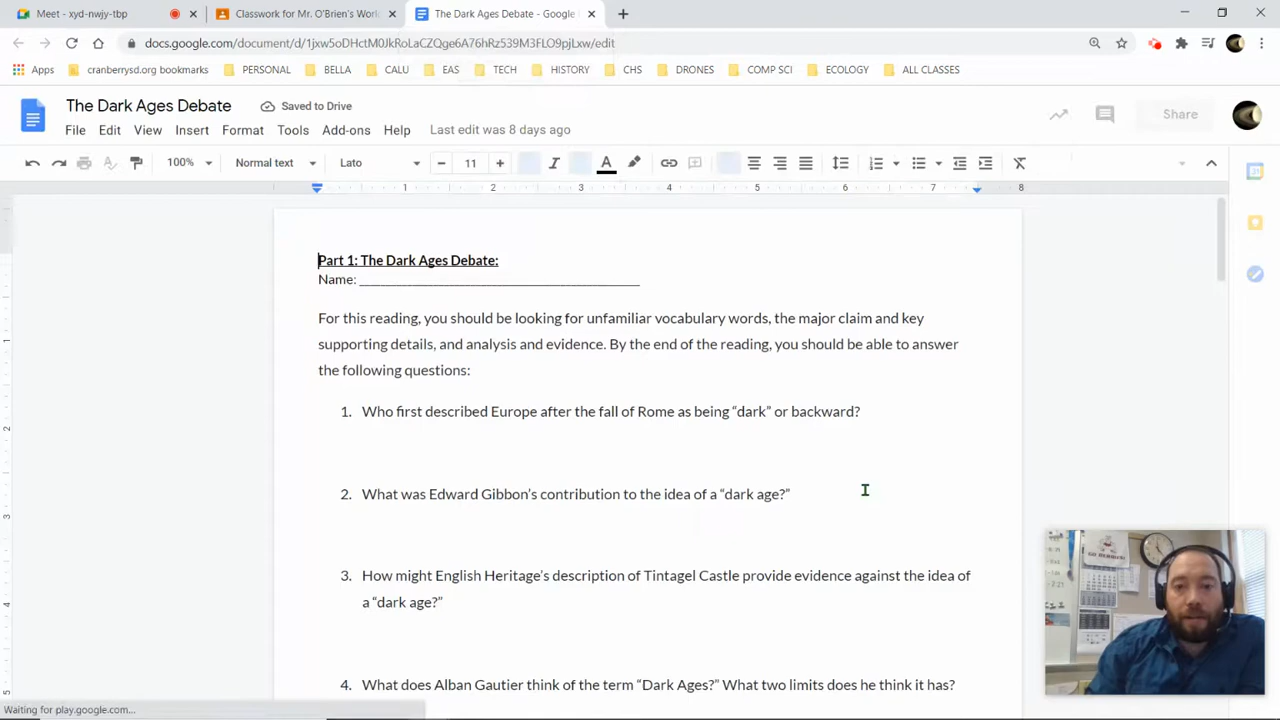 Meet - xyd-nwjy-tbp
Classwork for Mr. O'Brien's Worl
The Dark Ages Debate - Google
docs.google.com/document/d/1jxw5oDHctM0JkRoLaCZQge6A76hRz539M3FLO9pjLxw/edit
Apps
cranberrysd.org bookmarks
PERSONAL
BELLA
CALU
EAS
TECH
HISTORY
CHS
DRONES
COMP SCI
ECOLOGY
ALL CLASSES
The Dark Ages Debate
Saved to Drive
Share
File Edit View Insert Format Tools Add-ons Help Last edit was 8 days ago
100% Normal text Lato 11
1 2 3 4 5 6 7 8
Part 1: The Dark Ages Debate:
Name: ____________________________________________
For this reading, you should be looking for unfamiliar vocabulary words, the major claim and key
supporting details, and analysis and evidence. By the end of the reading, you should be able to answer
the following questions:
1. Who first described Europe after the fall of Rome as being “dark” or backward?
2. What was Edward Gibbon’s contribution to the idea of a “dark age?”
3. How might English Heritage’s description of Tintagel Castle provide evidence against the idea of
a “dark age?”
4. What does Alban Gautier think of the term “Dark Ages?” What two limits does he think it has?
Waiting for play.google.com...